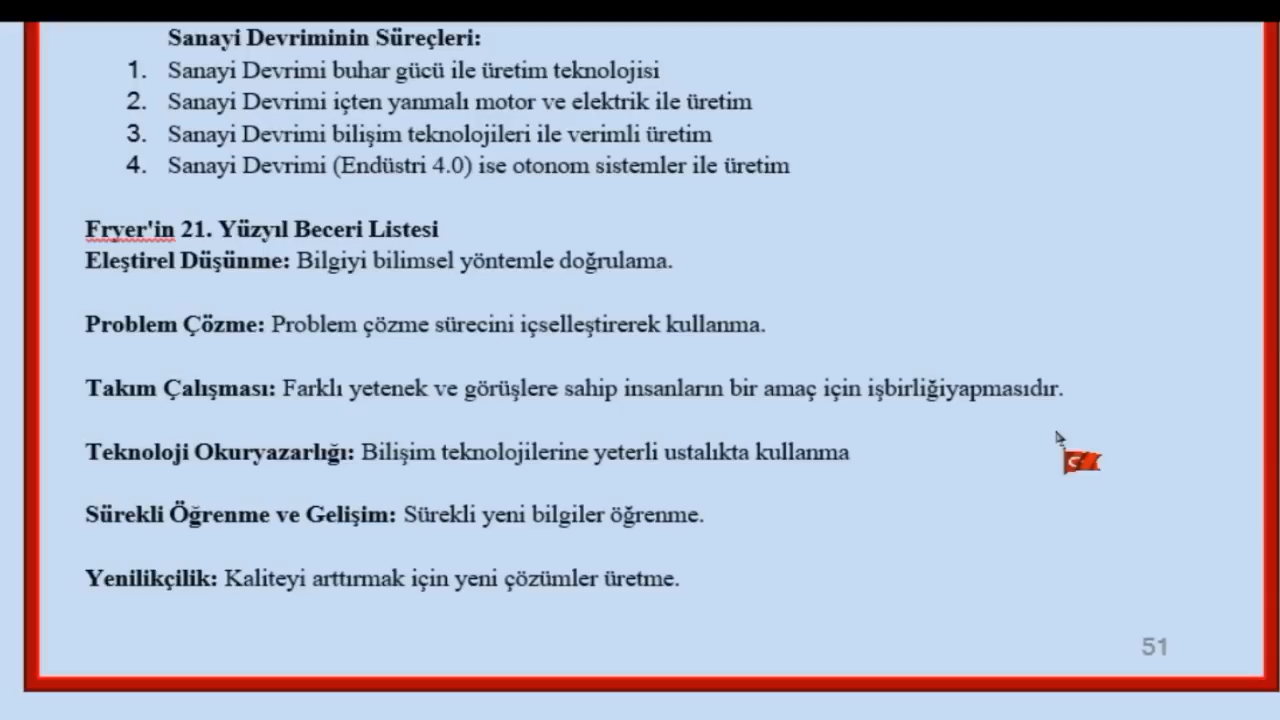 Sanayi Devriminin Süreçleri:
1. Sanayi Devrimi buhar gücü ile üretim teknolojisi
2. Sanayi Devrimi içten yanmalı motor ve elektrik ile üretim
3. Sanayi Devrimi bilişim teknolojileri ile verimli üretim
4. Sanayi Devrimi (Endüstri 4.0) ise otonom sistemler ile üretim
Fryer'in 21. Yüzyıl Beceri Listesi
Eleştirel Düşünme: Bilgiyi bilimsel yöntemle doğrulama.
Problem Çözme: Problem çözme sürecini içselleştirerek kullanma.
Takım Çalışması: Farklı yetenek ve görüşlere sahip insanların bir amaç için işbirliğiyapmasıdır.
Teknoloji Okuryazarlığı: Bilişim teknolojilerine yeterli ustalıkta kullanma
Sürekli Öğrenme ve Gelişim: Sürekli yeni bilgiler öğrenme.
Yenilikçilik: Kaliteyi arttırmak için yeni çözümler üretme.
51